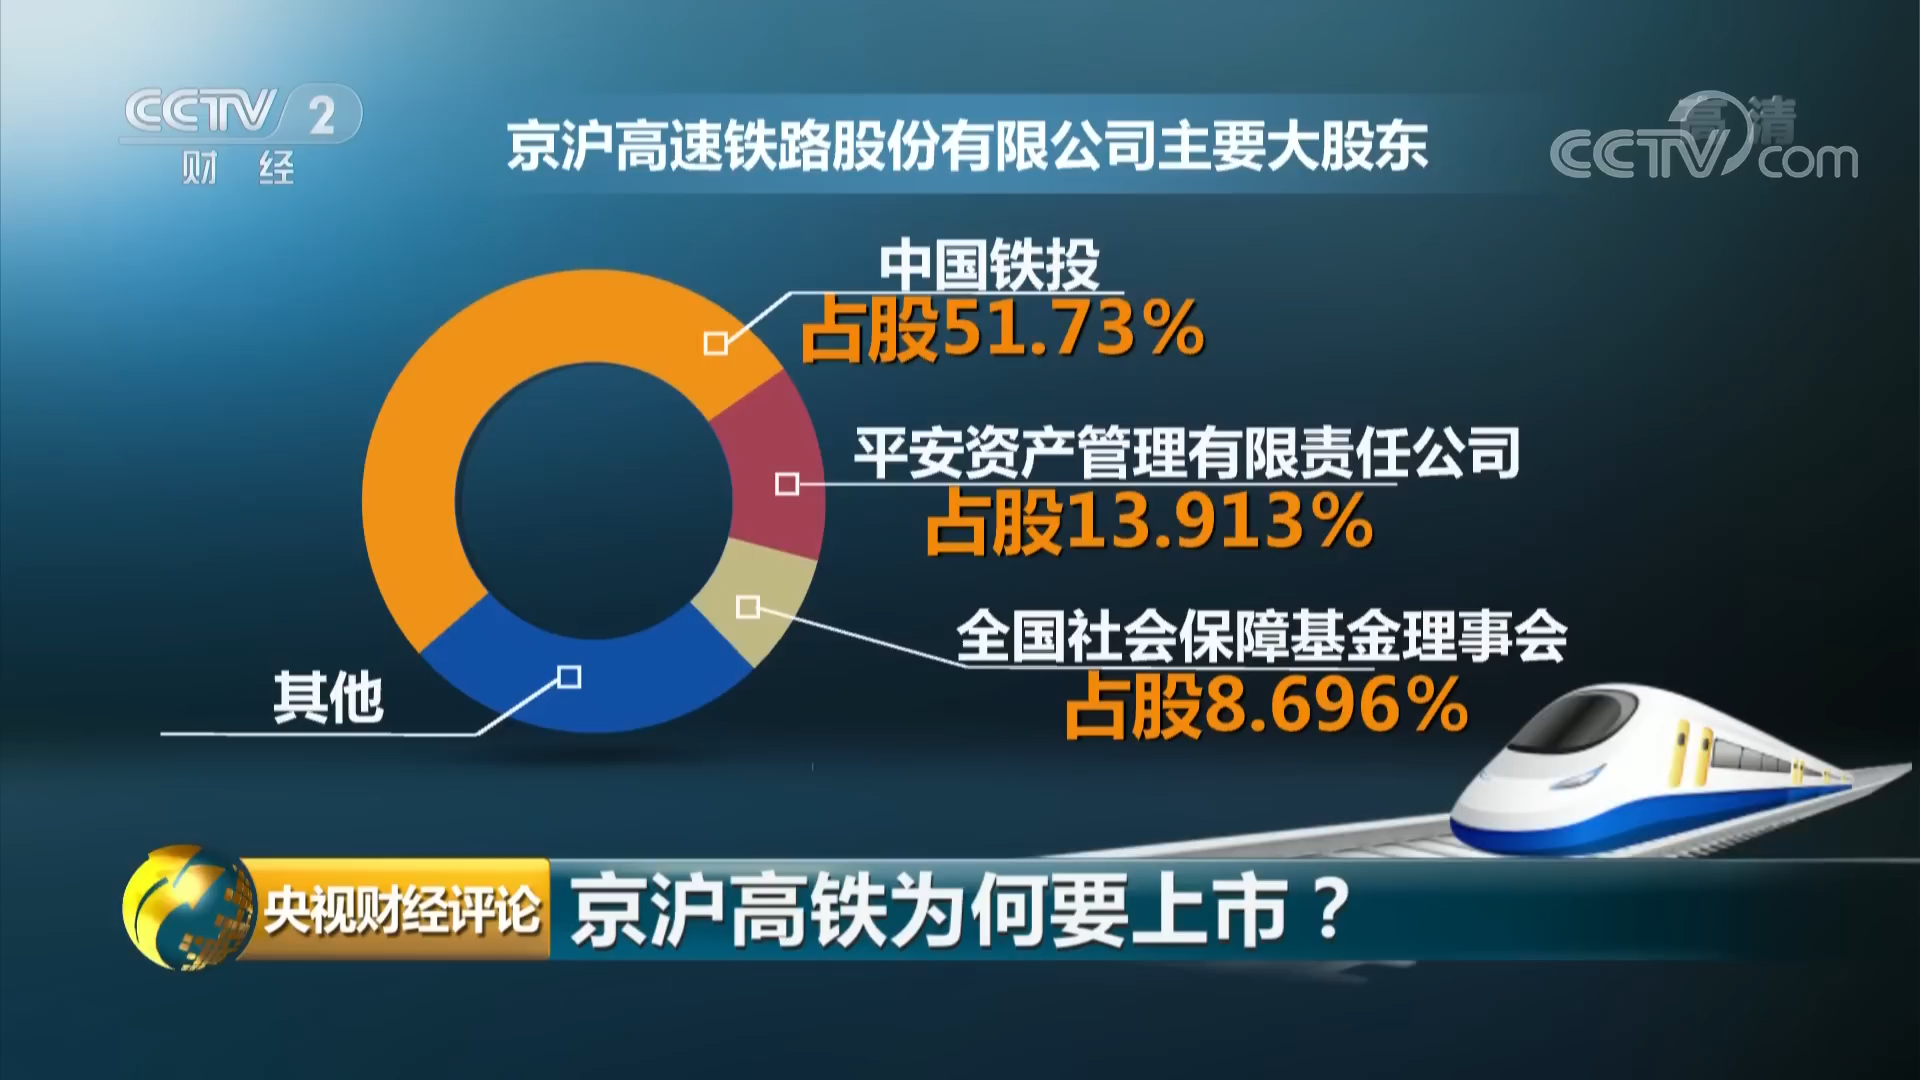 CCTV 2
财 经
高清
CCTV.com
京沪高速铁路股份有限公司主要大股东
中国铁投
占股51.73%
平安资产管理有限责任公司
占股13.913%
全国社会保障基金理事会
占股8.696%
其他
央视财经评论
京沪高铁为何要上市？